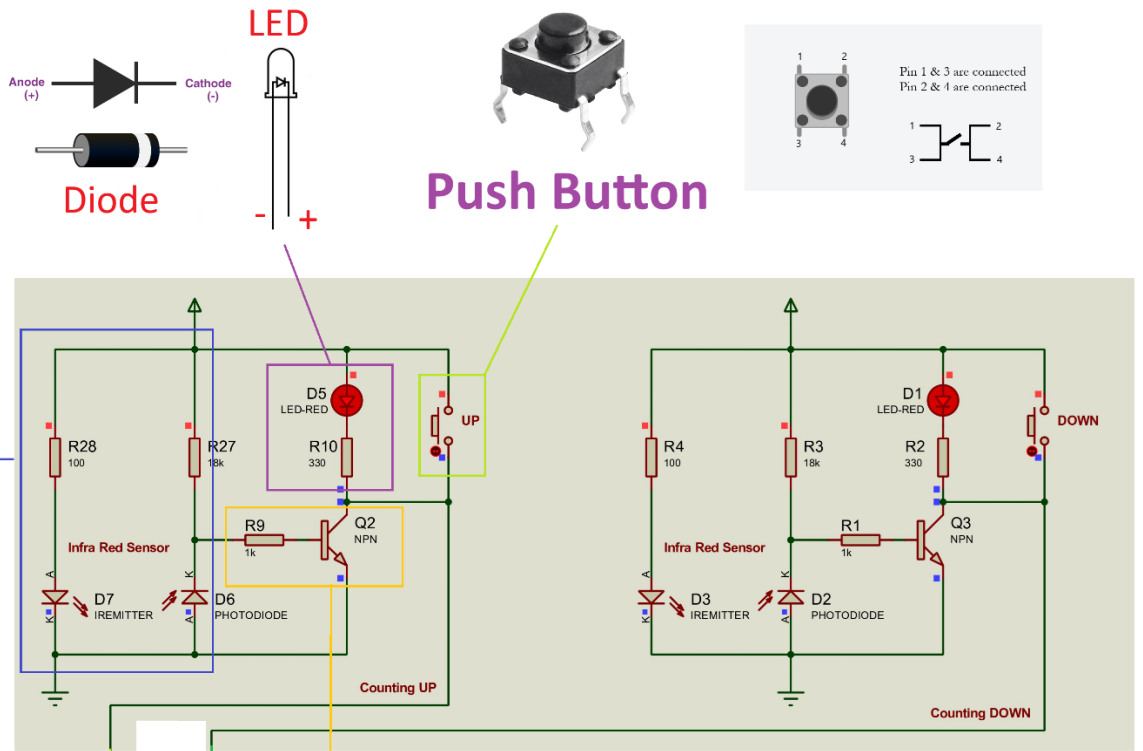 LED
Anode
(+)
Cathode
(-)
Diode
-
+
Push Button
1
2
3
4
Pin 1 & 3 are connected
Pin 2 & 4 are connected
1
2
3
4
D5
LED-RED
R10
330
UP
R28
100
R27
18k
R9
1k
Q2
NPN
Infra Red Sensor
A
K
D7
IREMITTER
K
A
D6
PHOTODIODE
Counting UP
D1
LED-RED
R2
330
DOWN
R4
100
R3
18k
R1
1k
Q3
NPN
Infra Red Sensor
A
K
D3
IREMITTER
K
A
D2
PHOTODIODE
Counting DOWN